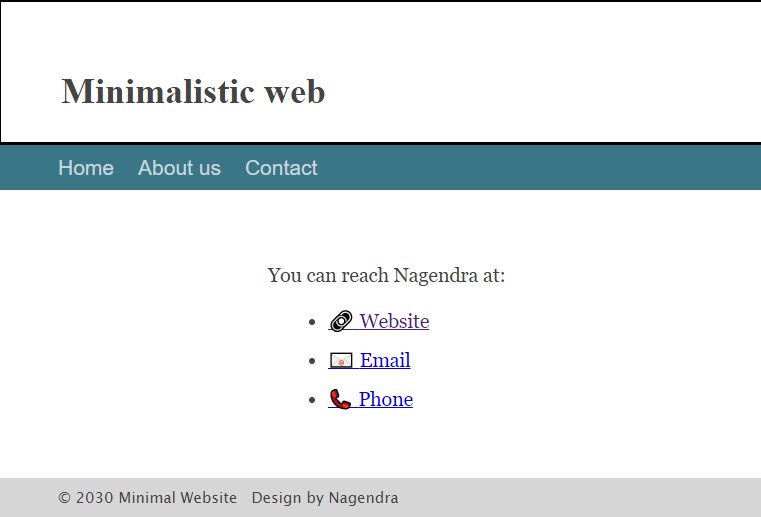 Minimalistic web
Home About us Contact
You can reach Nagendra at:
Website
Email
Phone
© 2030 Minimal Website Design by Nagendra